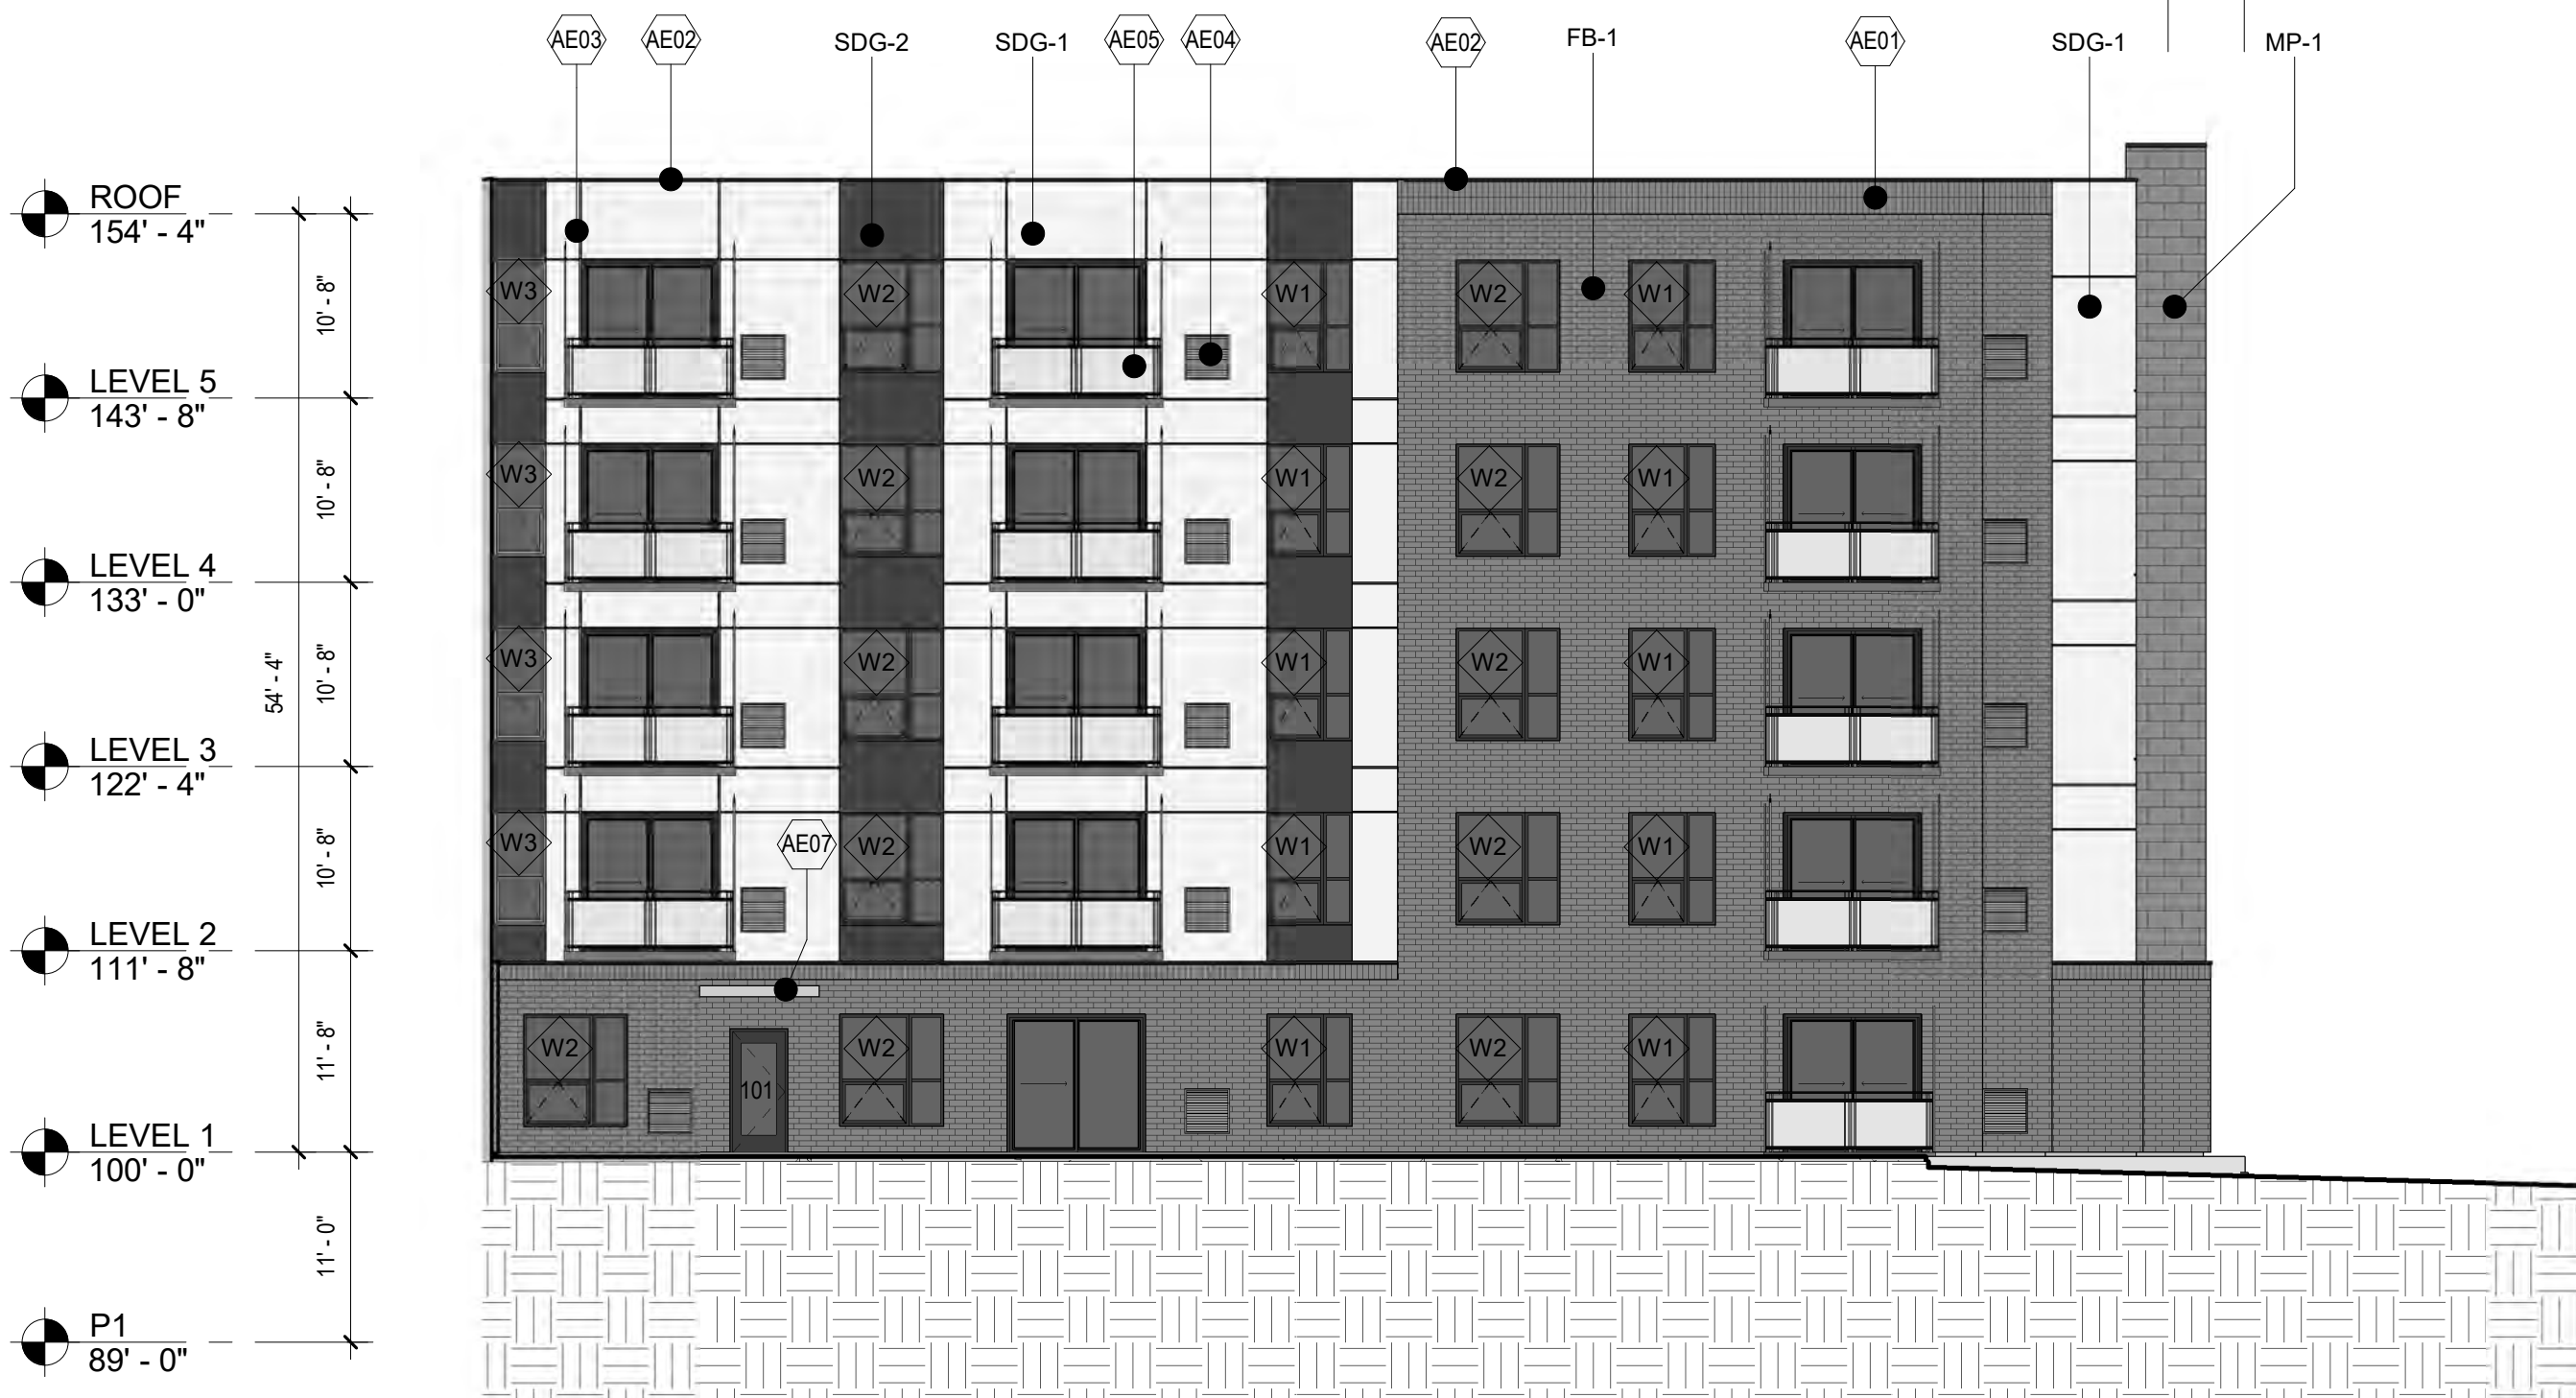 AE03 AE02 SDG-2 SDG-1 AE05 AE04 AE02 FB-1 AE01 SDG-1 MP-1
ROOF
154' - 4"
10' - 8"
W3 W2 W1 W2 W1
LEVEL 5
143' - 8"
10' - 8"
W3 W2 W1 W2 W1
LEVEL 4
133' - 0"
54' - 4"
10' - 8"
W3 W2 W1 W2 W1
LEVEL 3
122' - 4"
10' - 8"
AE07
W3 W2 W1 W2 W1
LEVEL 2
111' - 8"
11' - 8"
W2 W2 W1 W2 W1
101
LEVEL 1
100' - 0"
11' - 0"
P1
89' - 0"